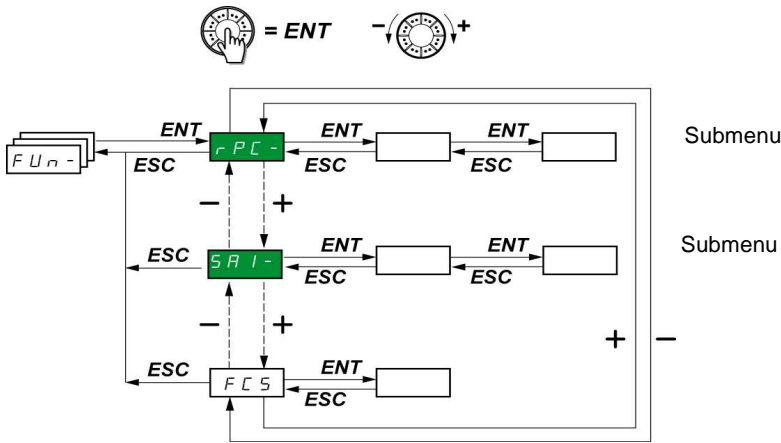 = ENT - +
ENT ENT ENT Submenu
FUn- rPC-
ESC ESC ESC
- +
ENT ENT Submenu
ESC SAI-
ESC ESC
- + + -
ESC ENT
FCS
ESC